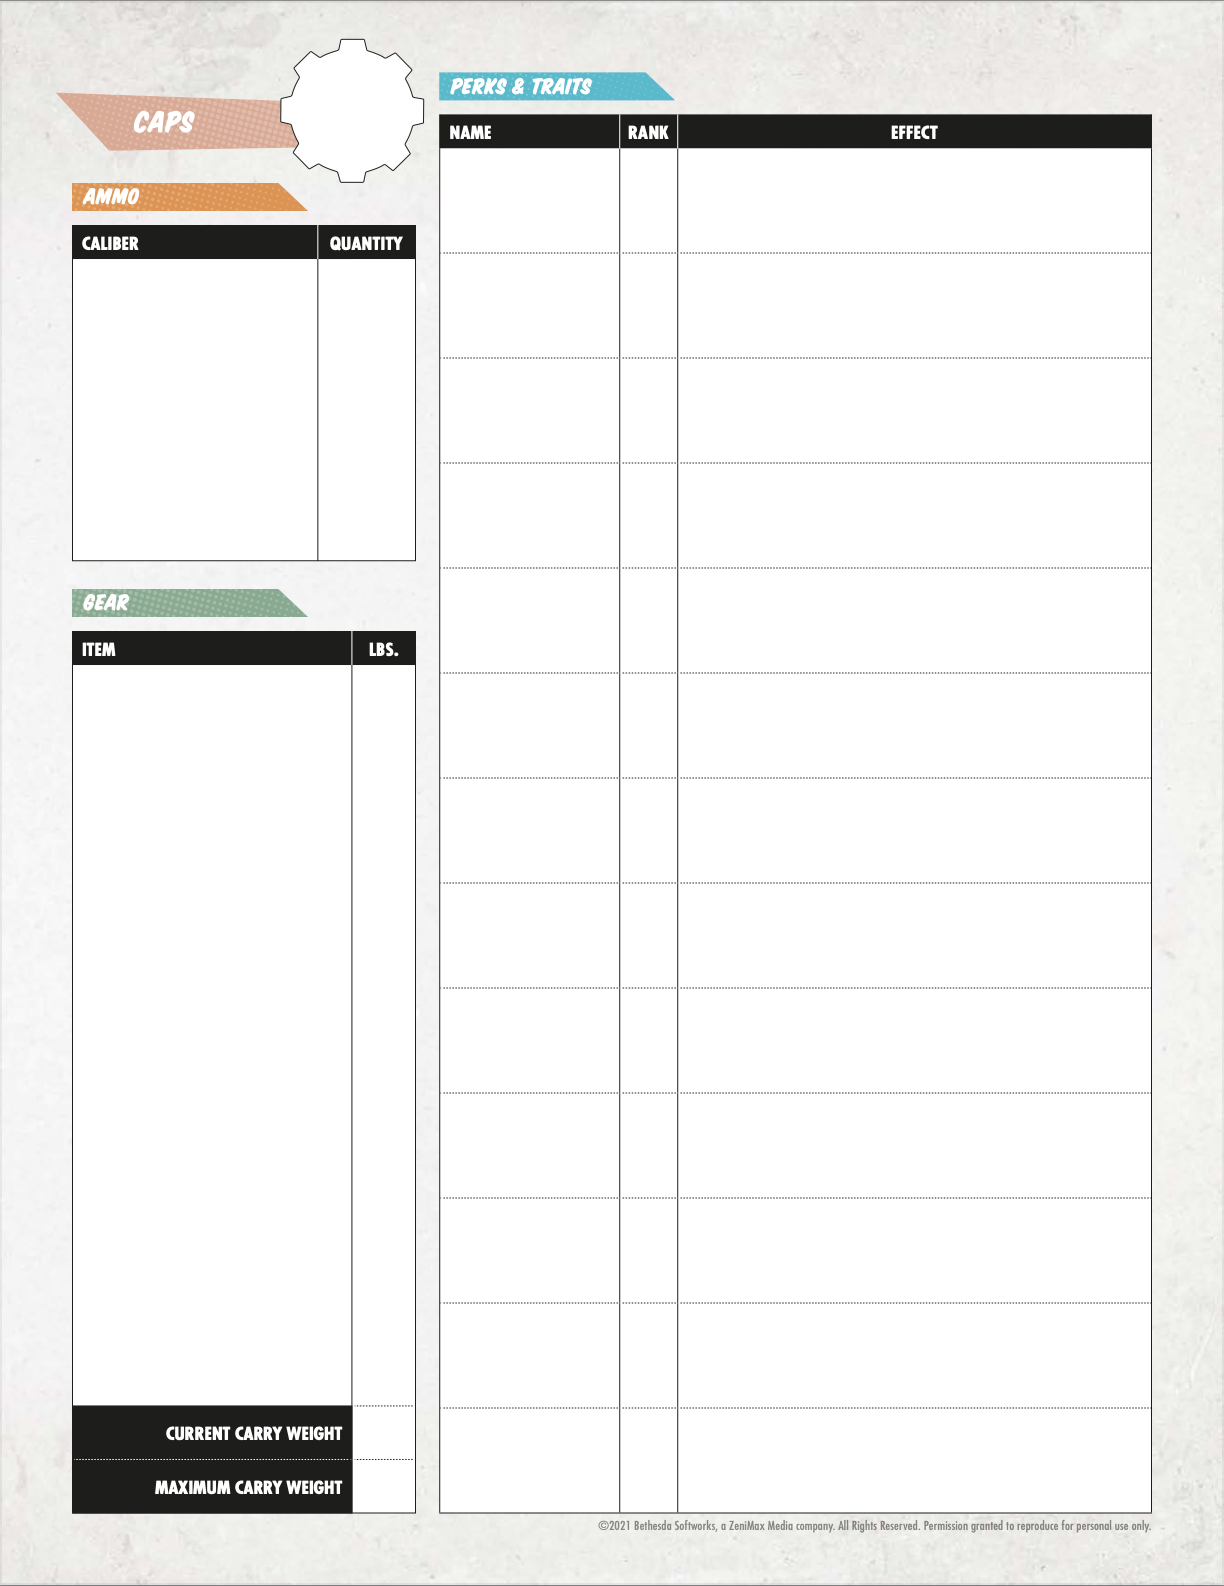 CAPS
AMMO
CALIBER QUANTITY
GEAR
ITEM LBS.
CURRENT CARRY WEIGHT
MAXIMUM CARRY WEIGHT
PERKS & TRAITS
NAME RANK EFFECT
©2021 Bethesda Softworks, a ZeniMax Media company. All Rights Reserved. Permission granted to reproduce for personal use only.